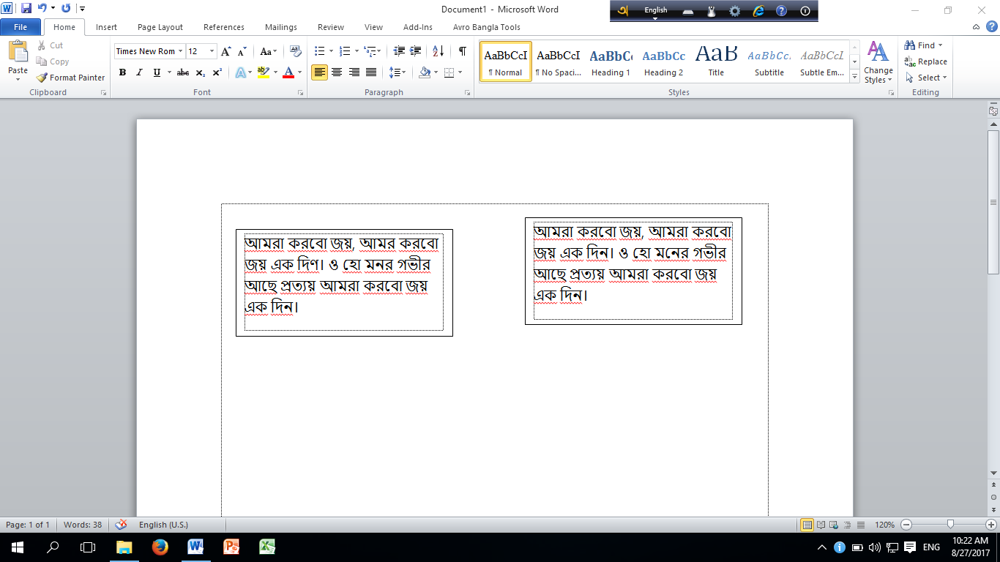 Document1 - Microsoft Word
English
File Home Insert Page Layout References Mailings Review View Add-Ins Avro Bangla Tools
Paste
Cut
Copy
Format Painter
Clipboard
Times New Rom 12
Font
Paragraph
AaBbCcI AaBbCcI AaBbCc AaBbCc AaB AaBbCc. AaBbCcI
¶ Normal ¶ No Spaci... Heading 1 Heading 2 Title Subtitle Subtle Em...
Change
Styles
Styles
Find
Replace
Select
Editing
আমরা করবো জয়, আমর করবো
জয় এক দিণ। ও হো মনর গভীর
আছে প্রত্যয় আমরা করবো জয়
এক দিন।
আমরা করবো জয়, আমরা করবো
জয় এক দিন। ও হো মনের গভীর
আছে প্রত্যয় আমরা করবো জয়
এক দিন।
Page: 1 of 1 Words: 38 English (U.S.) 120%
ENG
10:22 AM
8/27/2017